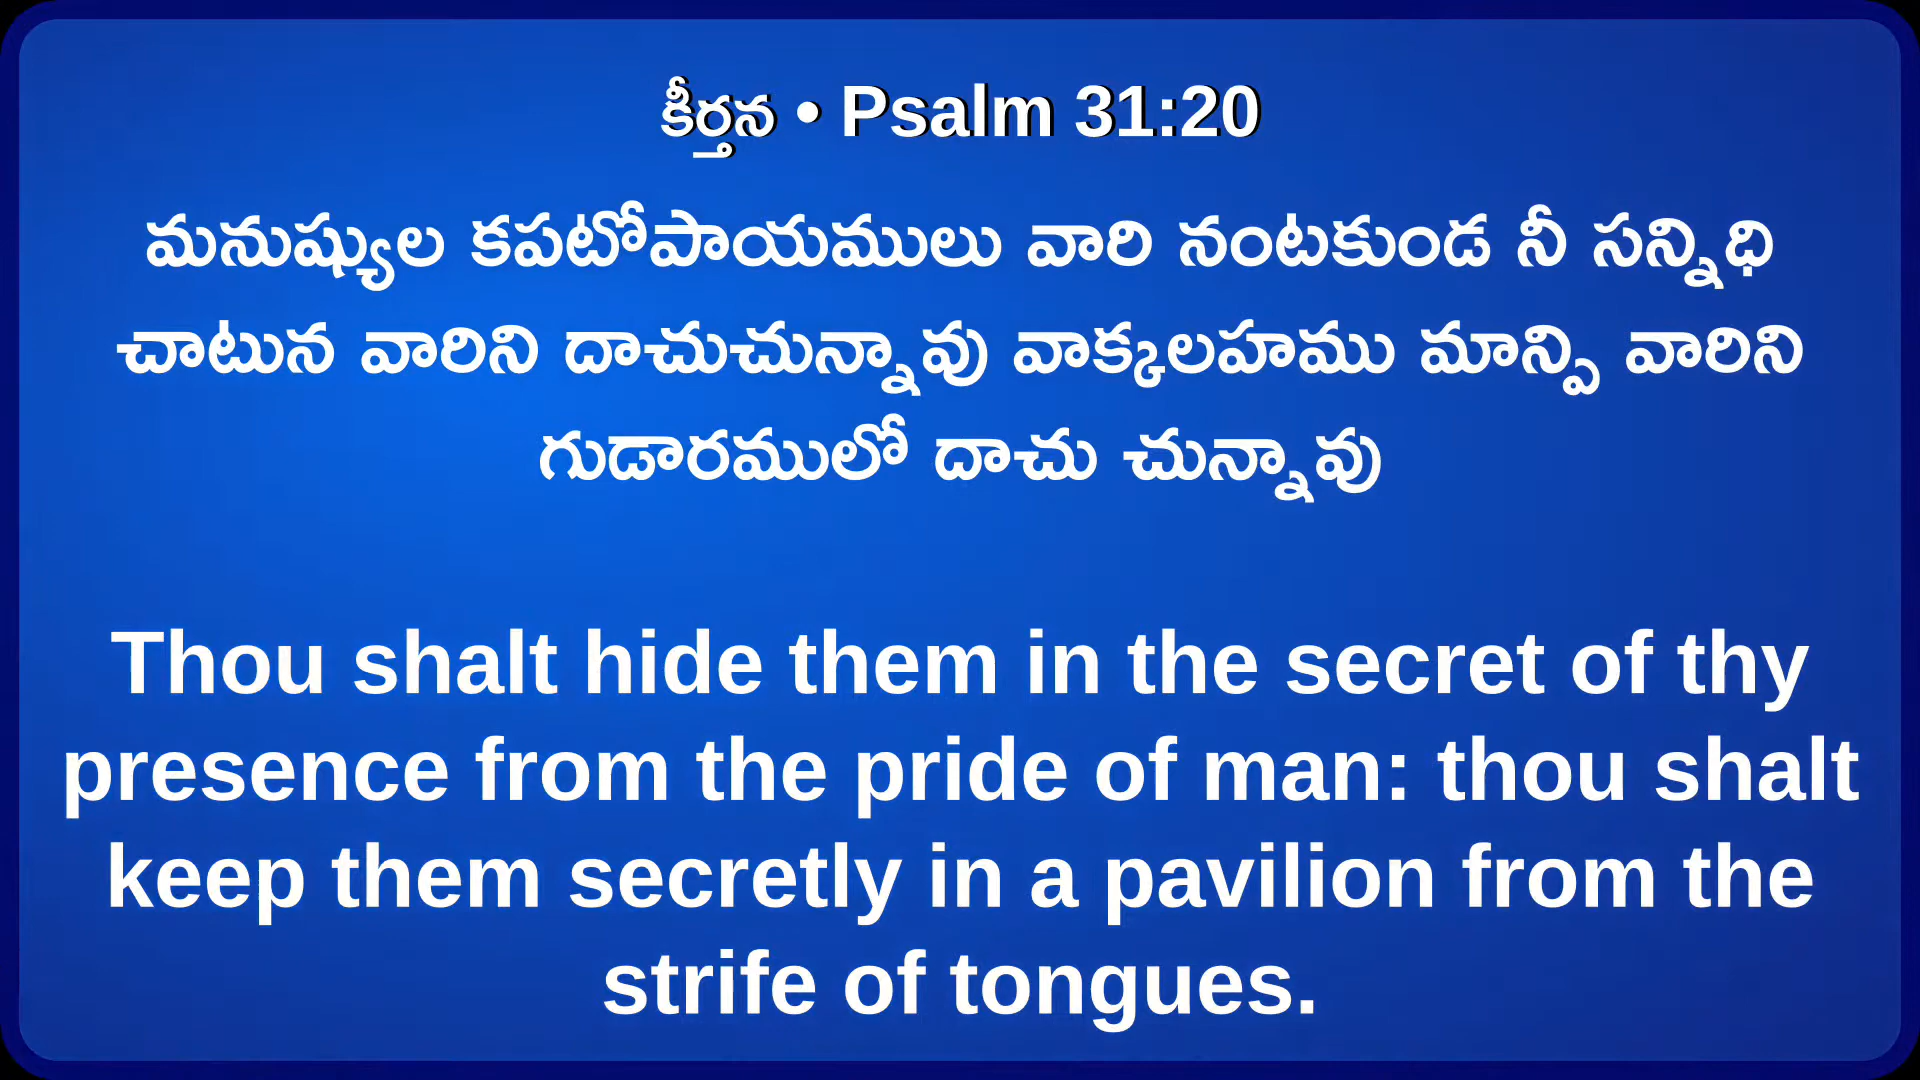 కీర్తన • Psalm 31:20
మనుష్యుల కపటోపాయములు వారి నంటకుండ నీ సన్నిధి
చాటున వారిని దాచుచున్నావు వాక్కలహము మాన్పి వారిని
గుడారములో దాచు చున్నావు
Thou shalt hide them in the secret of thy
presence from the pride of man: thou shalt
keep them secretly in a pavilion from the
strife of tongues.